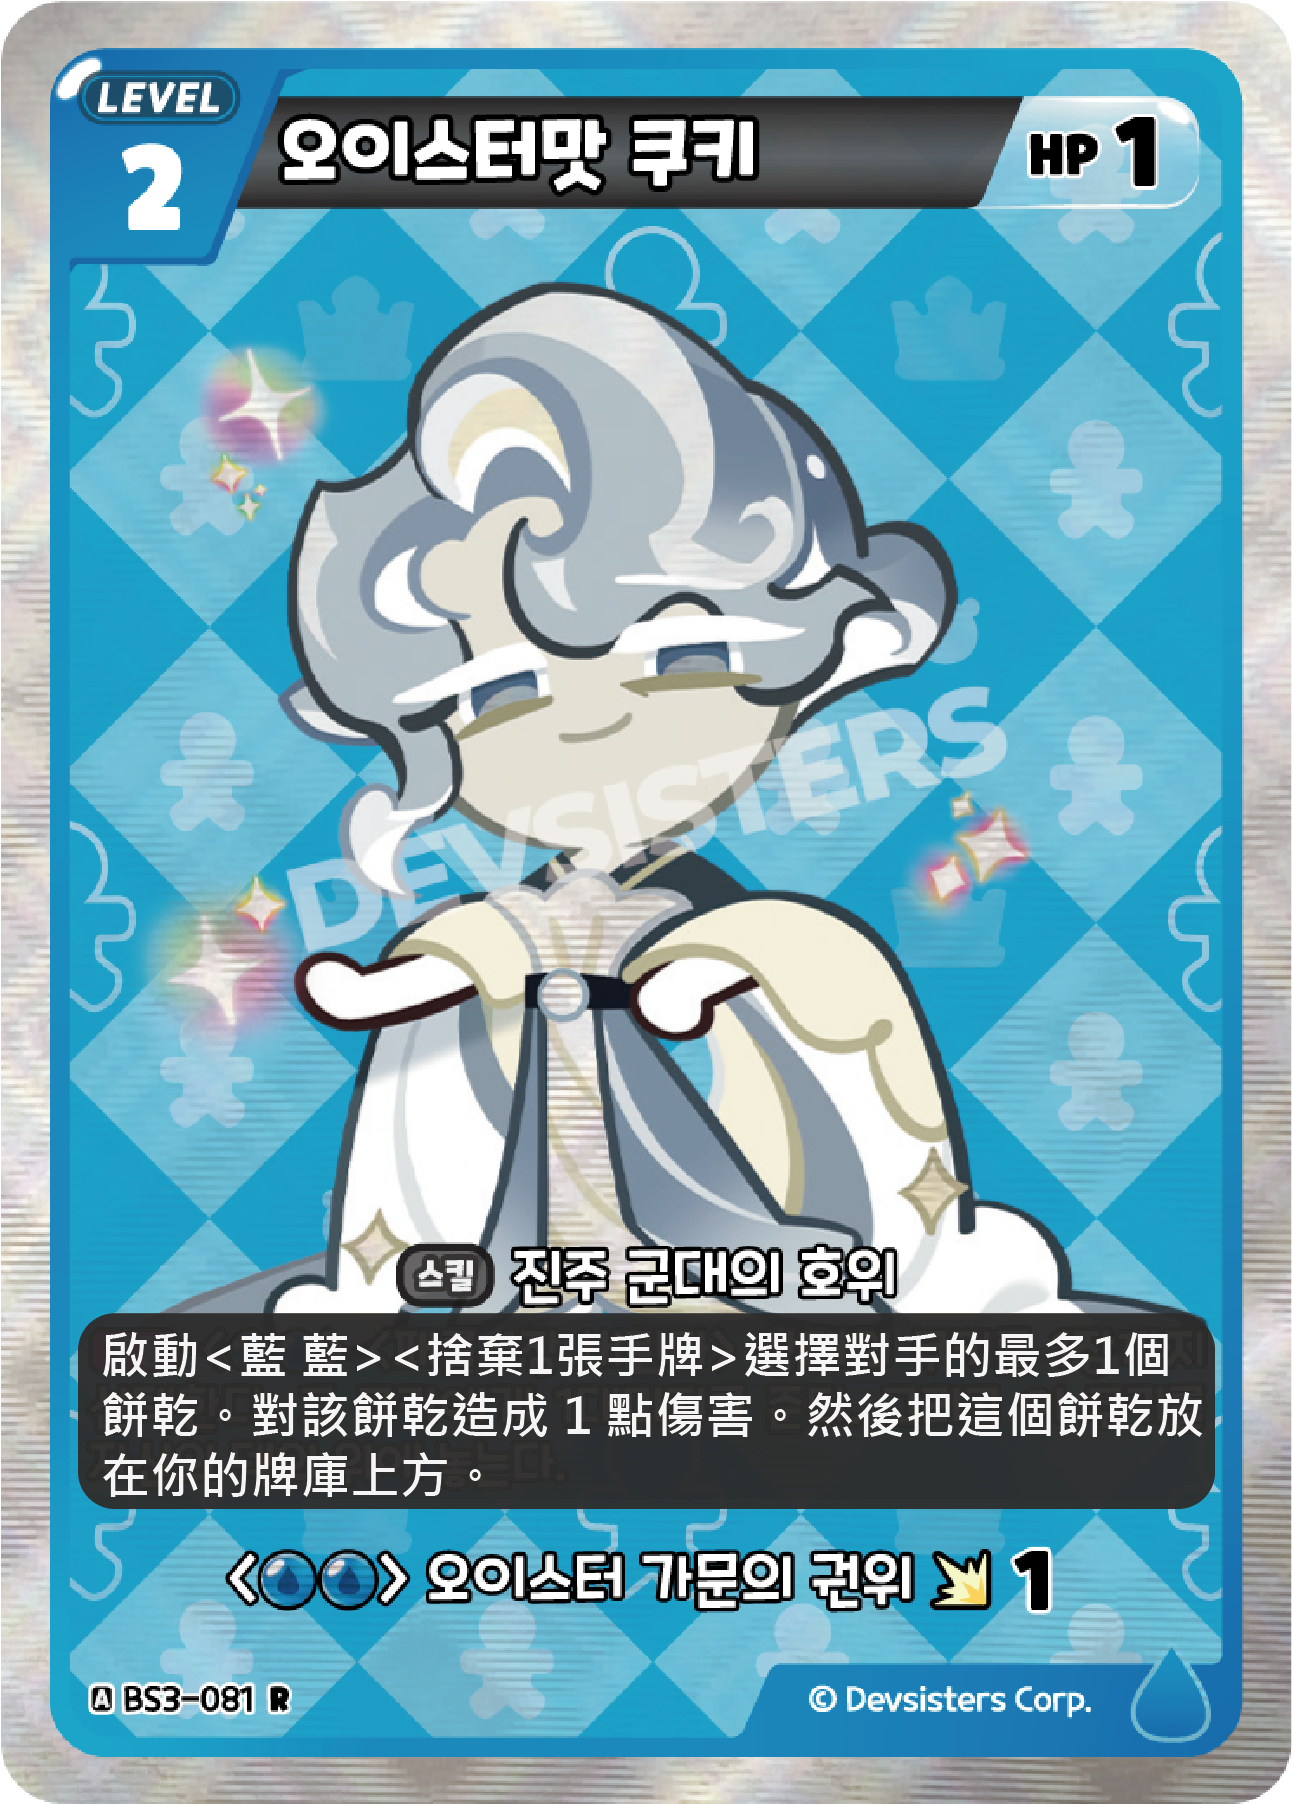 LEVEL
2
오이스터맛 쿠키
HP 1
DEVSISTERS
스킬 진주 군대의 호위
啟動<藍 藍><捨棄1張手牌>選擇對手的最多1個
餅乾。對該餅乾造成 1 點傷害。然後把這個餅乾放
在你的牌庫上方。
< > 오이스터 가문의 권위 1
A BS3-081 R
© Devsisters Corp.